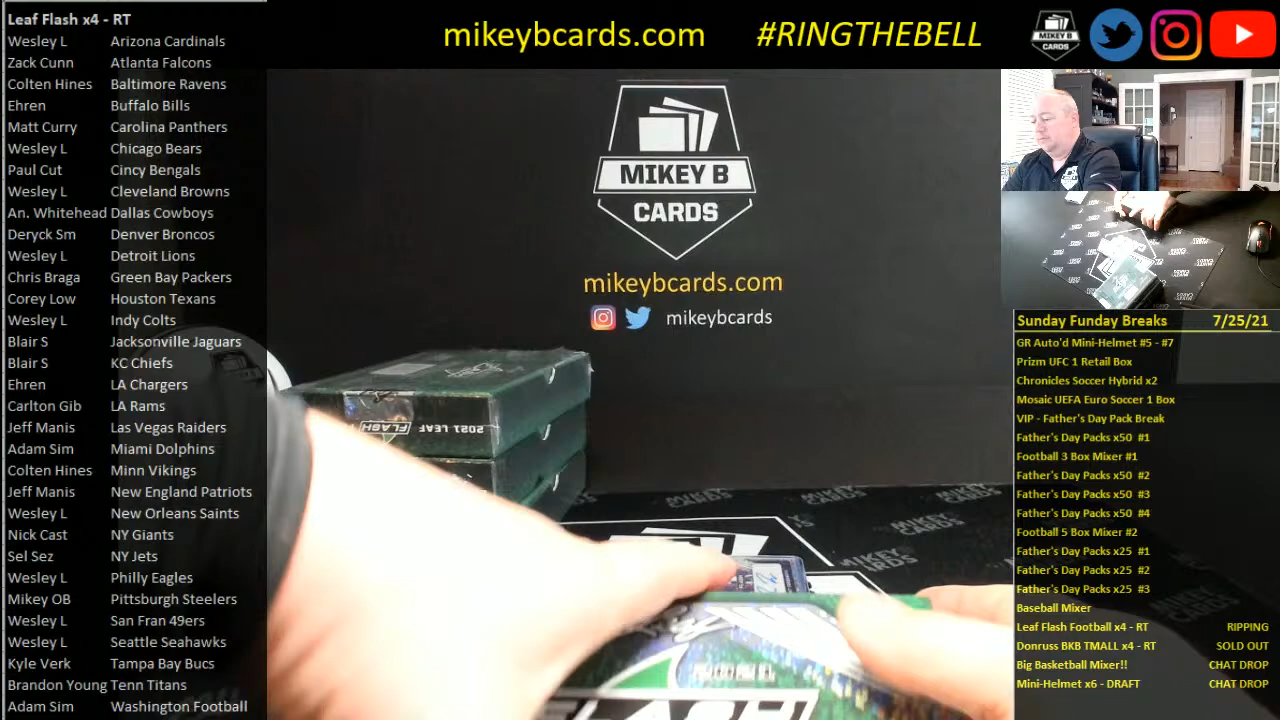 Leaf Flash x4 - RT
Wesley L Arizona Cardinals
Zack Cunn Atlanta Falcons
Colten Hines Baltimore Ravens
Ehren Buffalo Bills
Matt Curry Carolina Panthers
Wesley L Chicago Bears
Paul Cut Cincy Bengals
Wesley L Cleveland Browns
An. Whitehead Dallas Cowboys
Deryck Sm Denver Broncos
Wesley L Detroit Lions
Chris Braga Green Bay Packers
Corey Low Houston Texans
Wesley L Indy Colts
Blair S Jacksonville Jaguars
Blair S KC Chiefs
Ehren LA Chargers
Carlton Gib LA Rams
Jeff Manis Las Vegas Raiders
Adam Sim Miami Dolphins
Colten Hines Minn Vikings
Jeff Manis New England Patriots
Wesley L New Orleans Saints
Nick Cast NY Giants
Sel Sez NY Jets
Wesley L Philly Eagles
Mikey OB Pittsburgh Steelers
Wesley L San Fran 49ers
Wesley L Seattle Seahawks
Kyle Verk Tampa Bay Bucs
Brandon Young Tenn Titans
Adam Sim Washington Football
mikeybcards.com #RINGTHEBELL
MIKEY B
CARDS
MIKEY B
CARDS
mikeybcards.com
mikeybcards
2021 LEAF FLASH
Sunday Funday Breaks 7/25/21
GR Auto'd Mini-Helmet #5 - #7
Prizm UFC 1 Retail Box
Chronicles Soccer Hybrid x2
Mosaic UEFA Euro Soccer 1 Box
VIP - Father's Day Pack Break
Father's Day Packs x50 #1
Football 3 Box Mixer #1
Father's Day Packs x50 #2
Father's Day Packs x50 #3
Father's Day Packs x50 #4
Football 5 Box Mixer #2
Father's Day Packs x25 #1
Father's Day Packs x25 #2
Father's Day Packs x25 #3
Baseball Mixer
Leaf Flash Football x4 - RT RIPPING
Donruss BKB TMALL x4 - RT SOLD OUT
Big Basketball Mixer!! CHAT DROP
Mini-Helmet x6 - DRAFT CHAT DROP